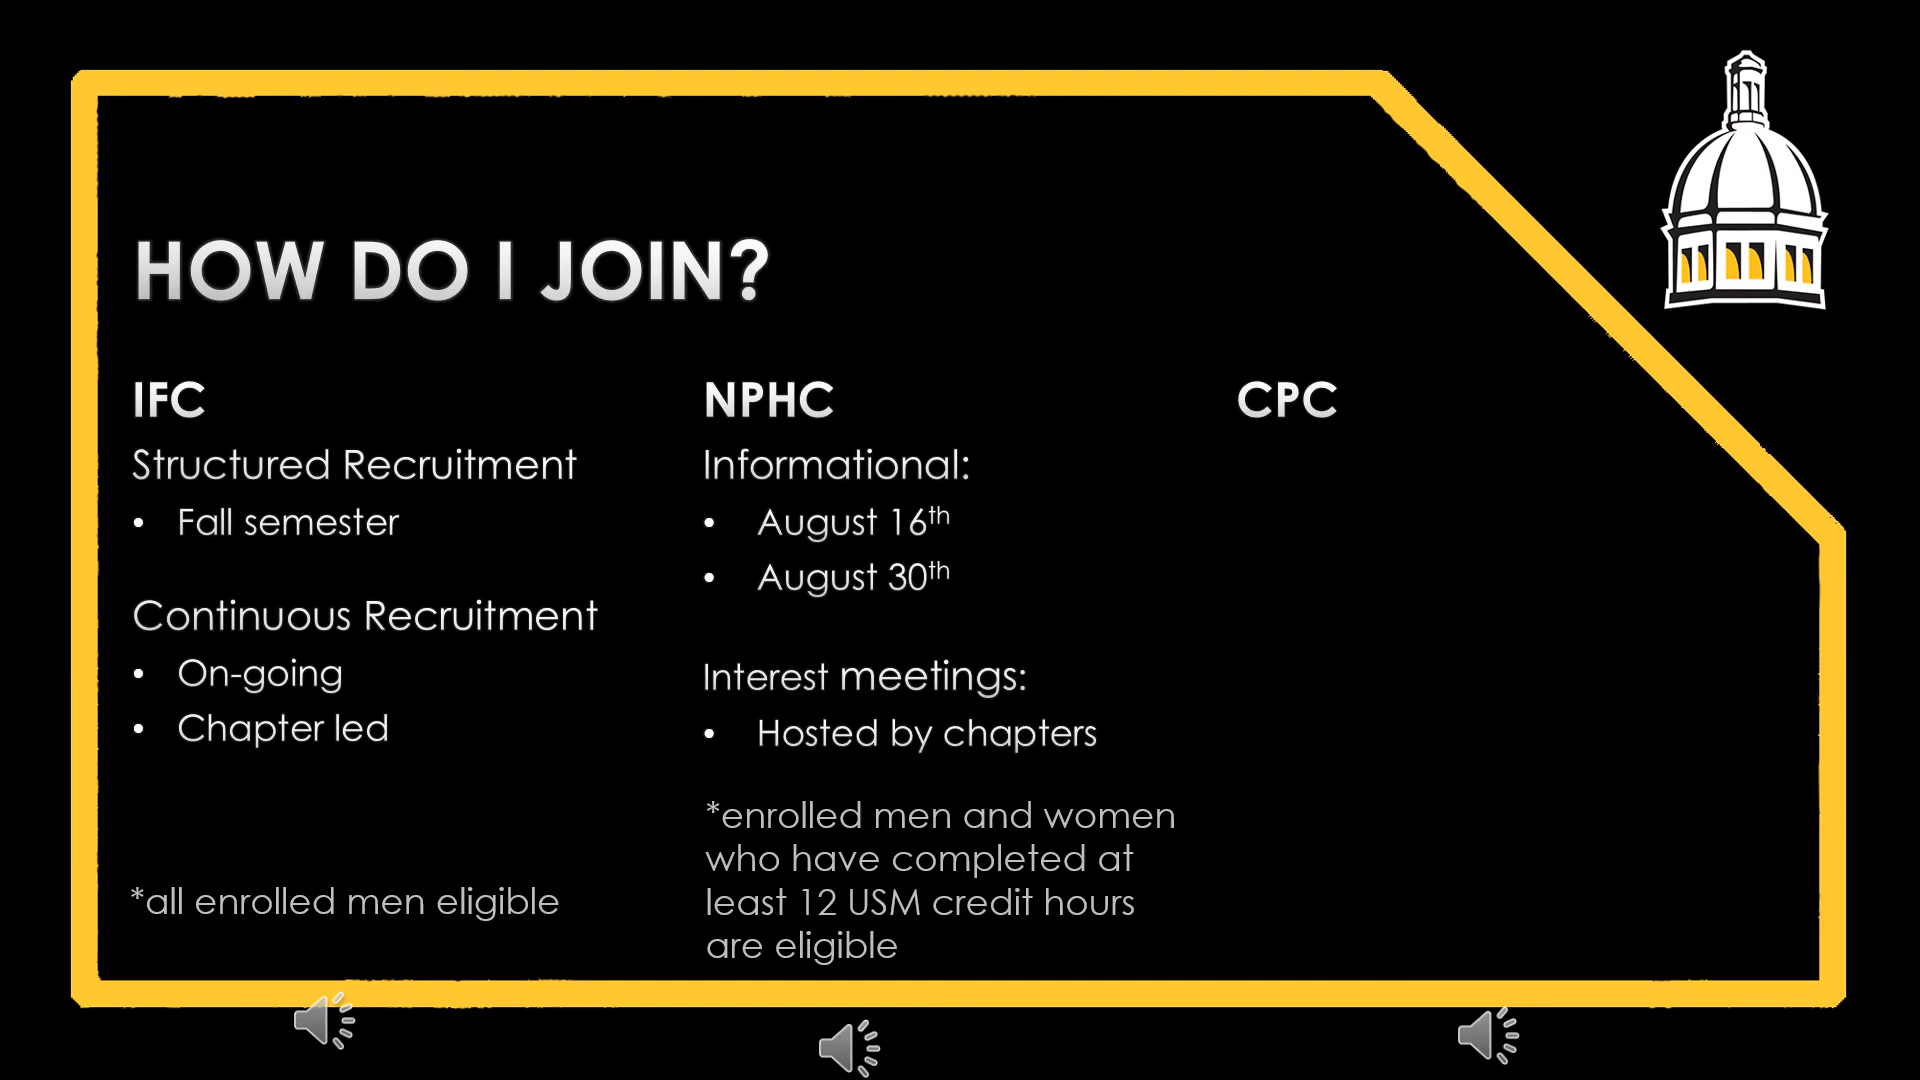 HOW DO I JOIN?
IFC
Structured Recruitment
• Fall semester
Continuous Recruitment
• On-going
• Chapter led
*all enrolled men eligible
NPHC
Informational:
• August 16th
• August 30th
Interest meetings:
• Hosted by chapters
*enrolled men and women
who have completed at
least 12 USM credit hours
are eligible
CPC